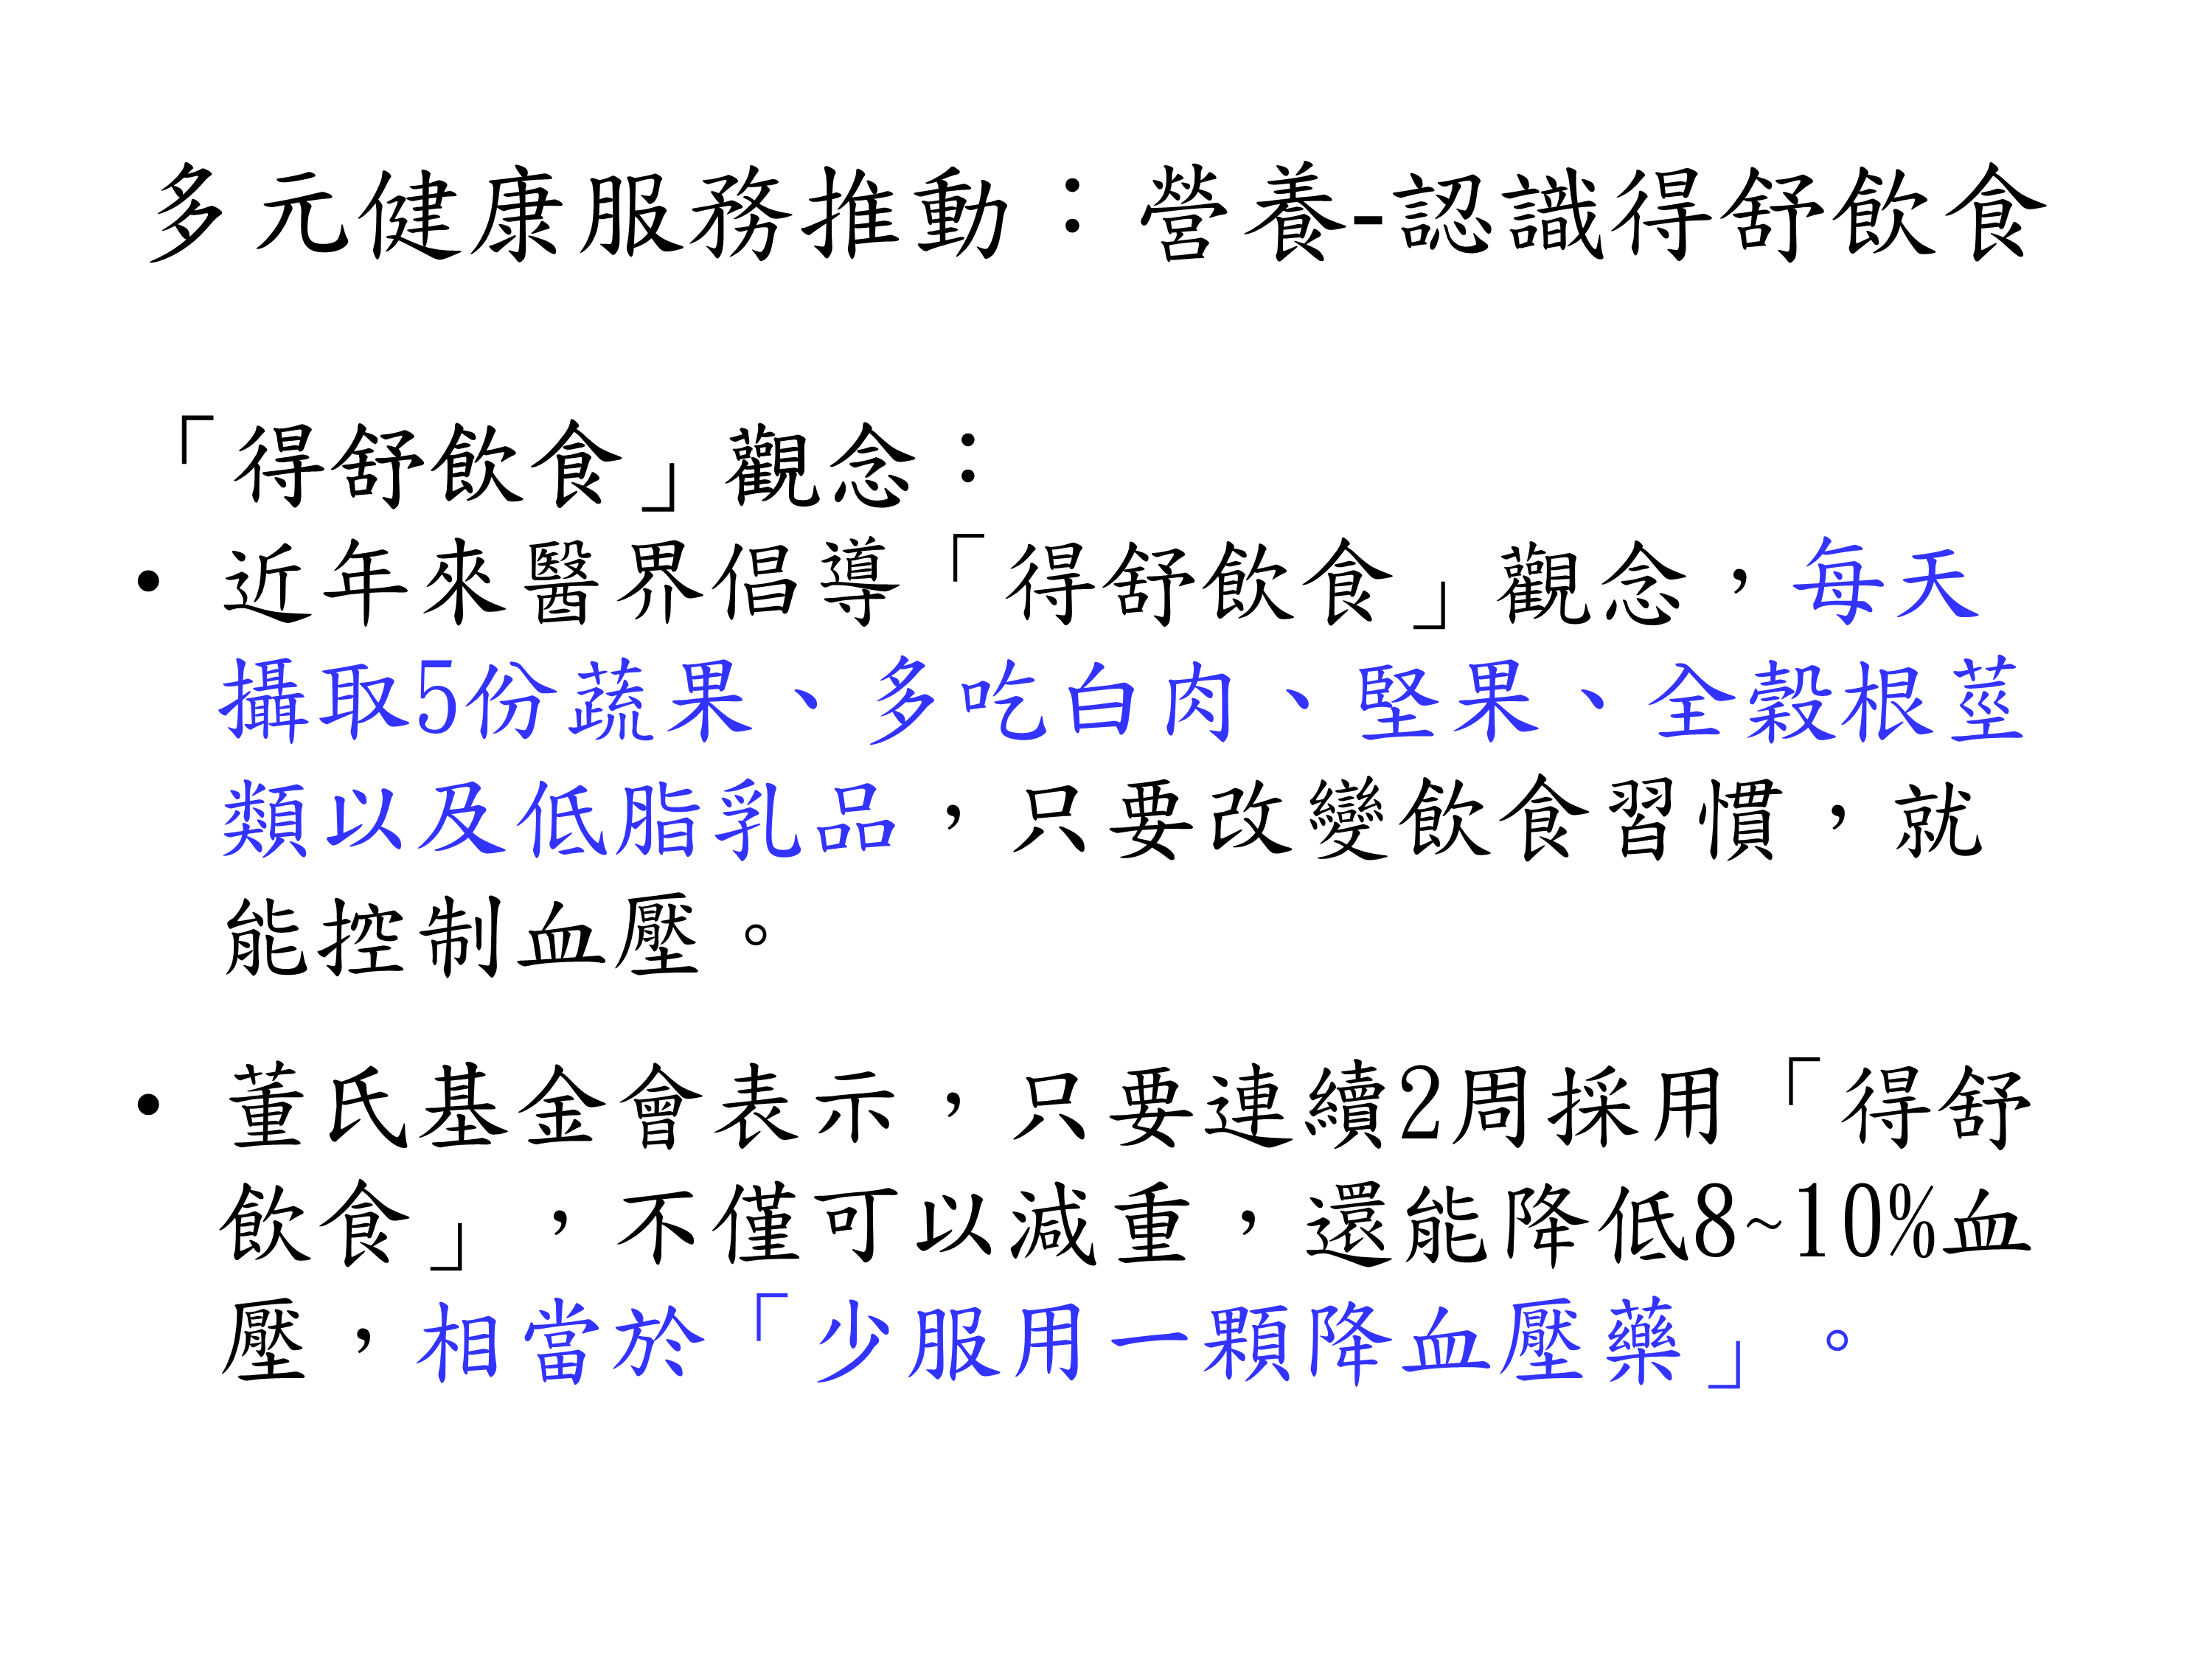 多元健康服務推動：營養-認識得舒飲食
「得舒飲食」觀念：
• 近年來醫界倡導「得舒飲食」觀念，每天
攝取5份蔬果、多吃白肉、堅果、全穀根莖
類以及低脂乳品，只要改變飲食習慣，就
能控制血壓。
• 董氏基金會表示，只要連續2周採用「得舒
飲食」，不僅可以減重，還能降低8~10%血
壓，相當於「少服用一顆降血壓藥」。